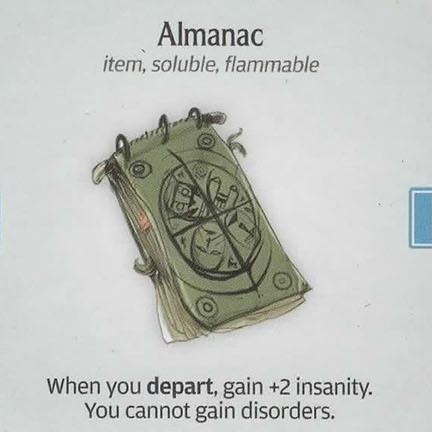 Almanac
item, soluble, flammable
When you depart, gain +2 insanity.
You cannot gain disorders.